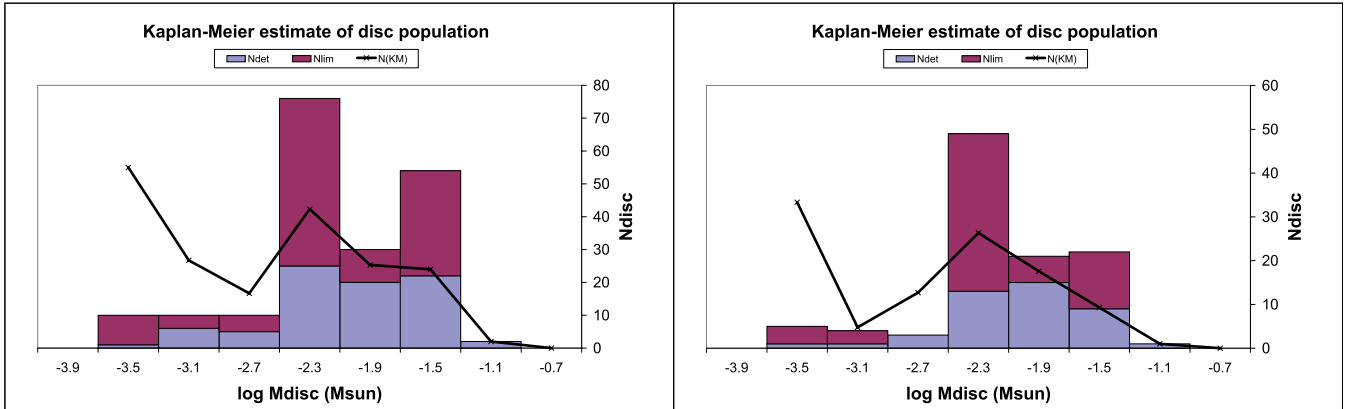 Kaplan-Meier estimate of disc population
Ndet Nlim N(KM)
80
70
60
50
40
30
20
10
0
Ndisc
-3.9 -3.5 -3.1 -2.7 -2.3 -1.9 -1.5 -1.1 -0.7
log Mdisc (Msun)
Kaplan-Meier estimate of disc population
Ndet Nlim N(KM)
60
50
40
30
20
10
0
Ndisc
-3.9 -3.5 -3.1 -2.7 -2.3 -1.9 -1.5 -1.1 -0.7
log Mdisc (Msun)